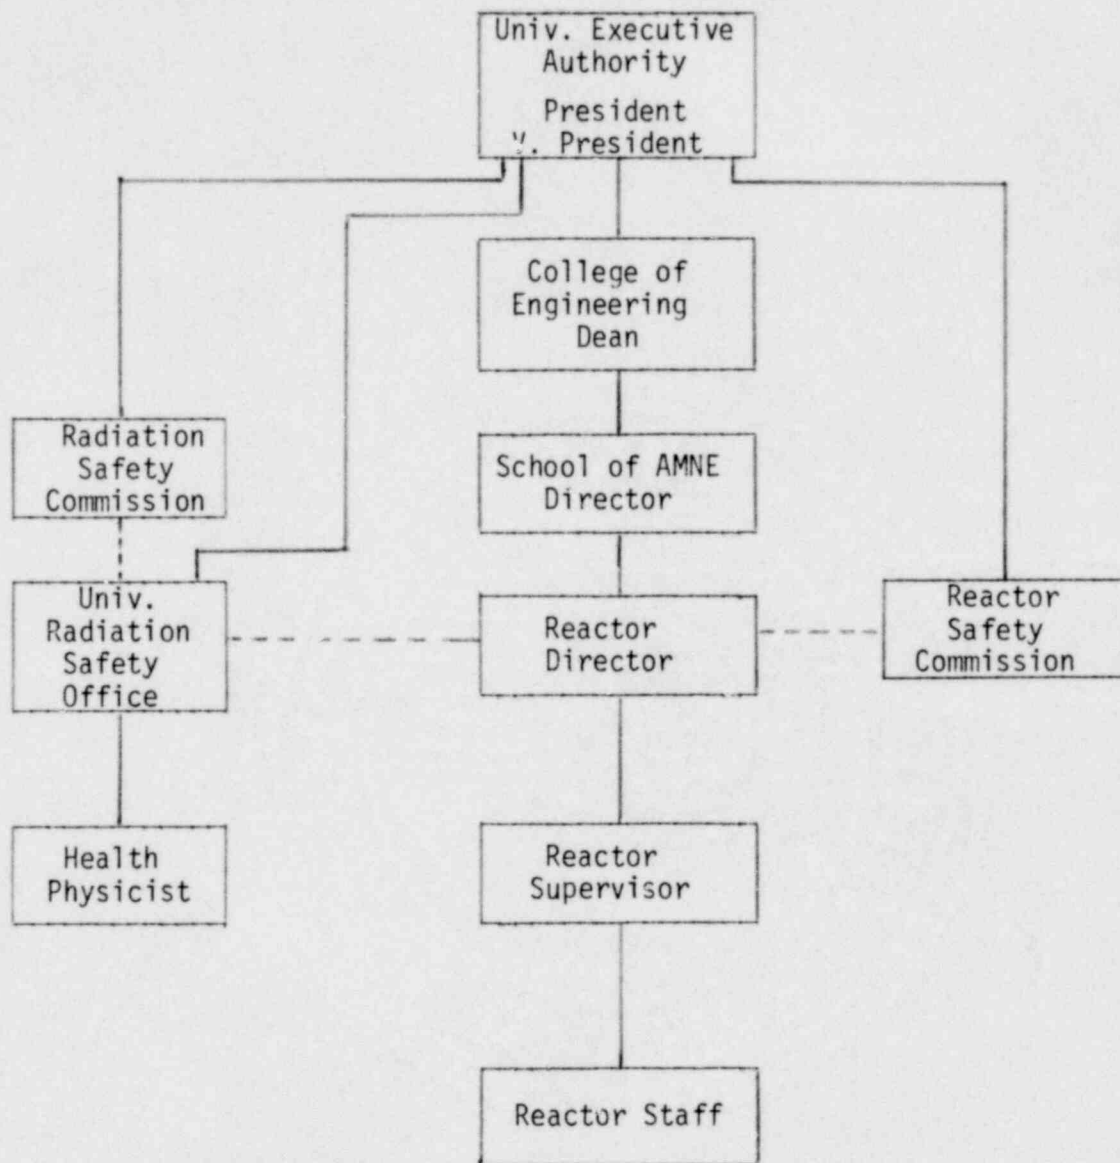 Univ. Executive
Authority
President
V. President
College of
Engineering
Dean
Radiation
Safety
Commission
School of AMNE
Director
Univ.
Radiation
Safety
Office
Reactor
Director
Reactor
Safety
Commission
Health
Physicist
Reactor
Supervisor
Reactor Staff